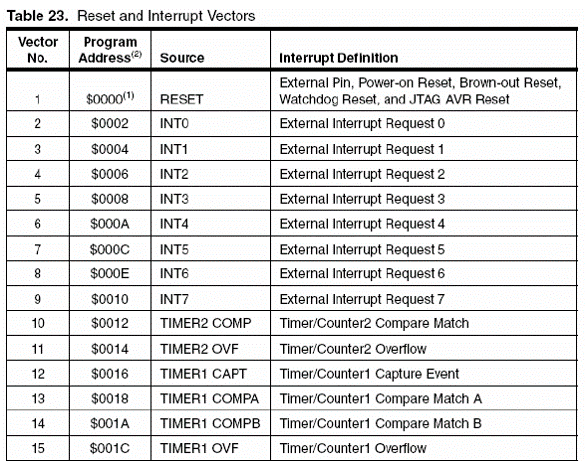 Table 23. Reset and Interrupt Vectors
Vector No. Program Address(2) Source Interrupt Definition
1 $0000(1) RESET External Pin, Power-on Reset, Brown-out Reset, Watchdog Reset, and JTAG AVR Reset
2 $0002 INT0 External Interrupt Request 0
3 $0004 INT1 External Interrupt Request 1
4 $0006 INT2 External Interrupt Request 2
5 $0008 INT3 External Interrupt Request 3
6 $000A INT4 External Interrupt Request 4
7 $000C INT5 External Interrupt Request 5
8 $000E INT6 External Interrupt Request 6
9 $0010 INT7 External Interrupt Request 7
10 $0012 TIMER2 COMP Timer/Counter2 Compare Match
11 $0014 TIMER2 OVF Timer/Counter2 Overflow
12 $0016 TIMER1 CAPT Timer/Counter1 Capture Event
13 $0018 TIMER1 COMPA Timer/Counter1 Compare Match A
14 $001A TIMER1 COMPB Timer/Counter1 Compare Match B
15 $001C TIMER1 OVF Timer/Counter1 Overflow